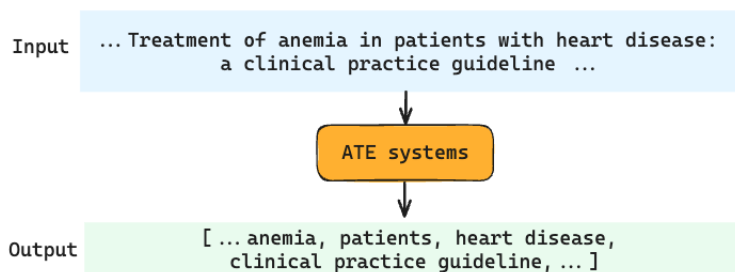 Input
... Treatment of anemia in patients with heart disease:
a clinical practice guideline ...
ATE systems
Output
[ ... anemia, patients, heart disease,
clinical practice guideline, ... ]